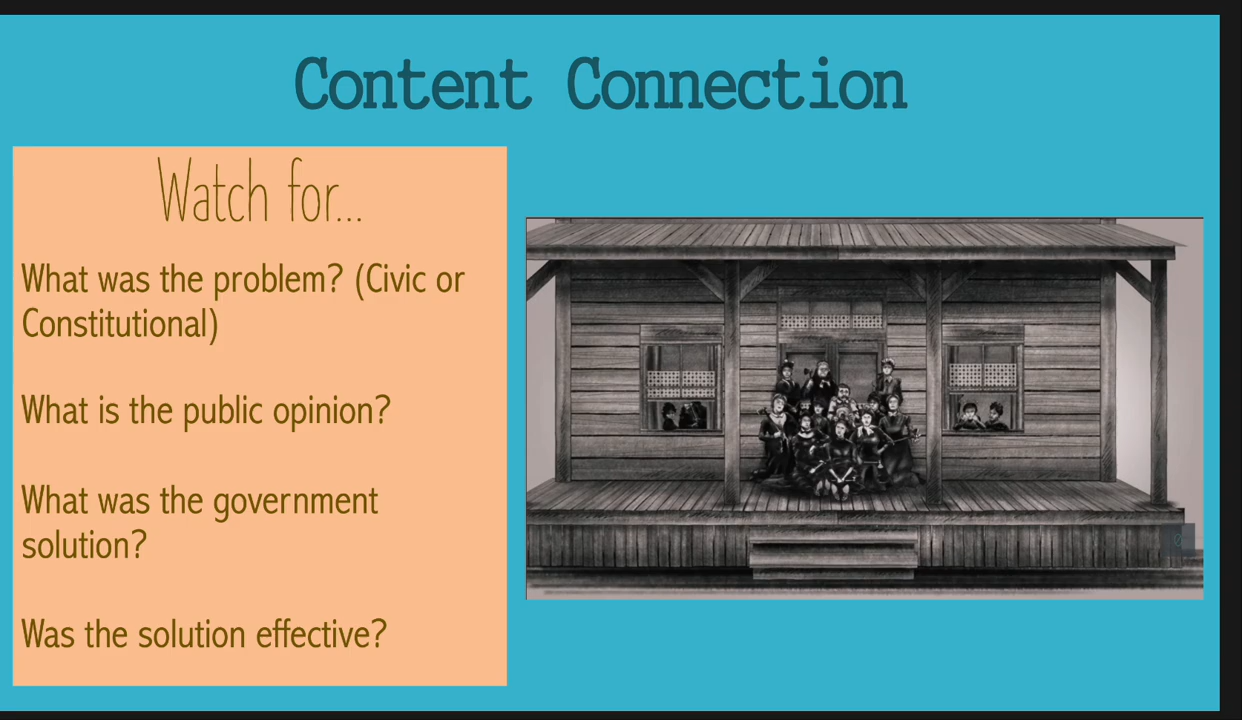 Content Connection
Watch for...
What was the problem? (Civic or
Constitutional)
What is the public opinion?
What was the government
solution?
Was the solution effective?